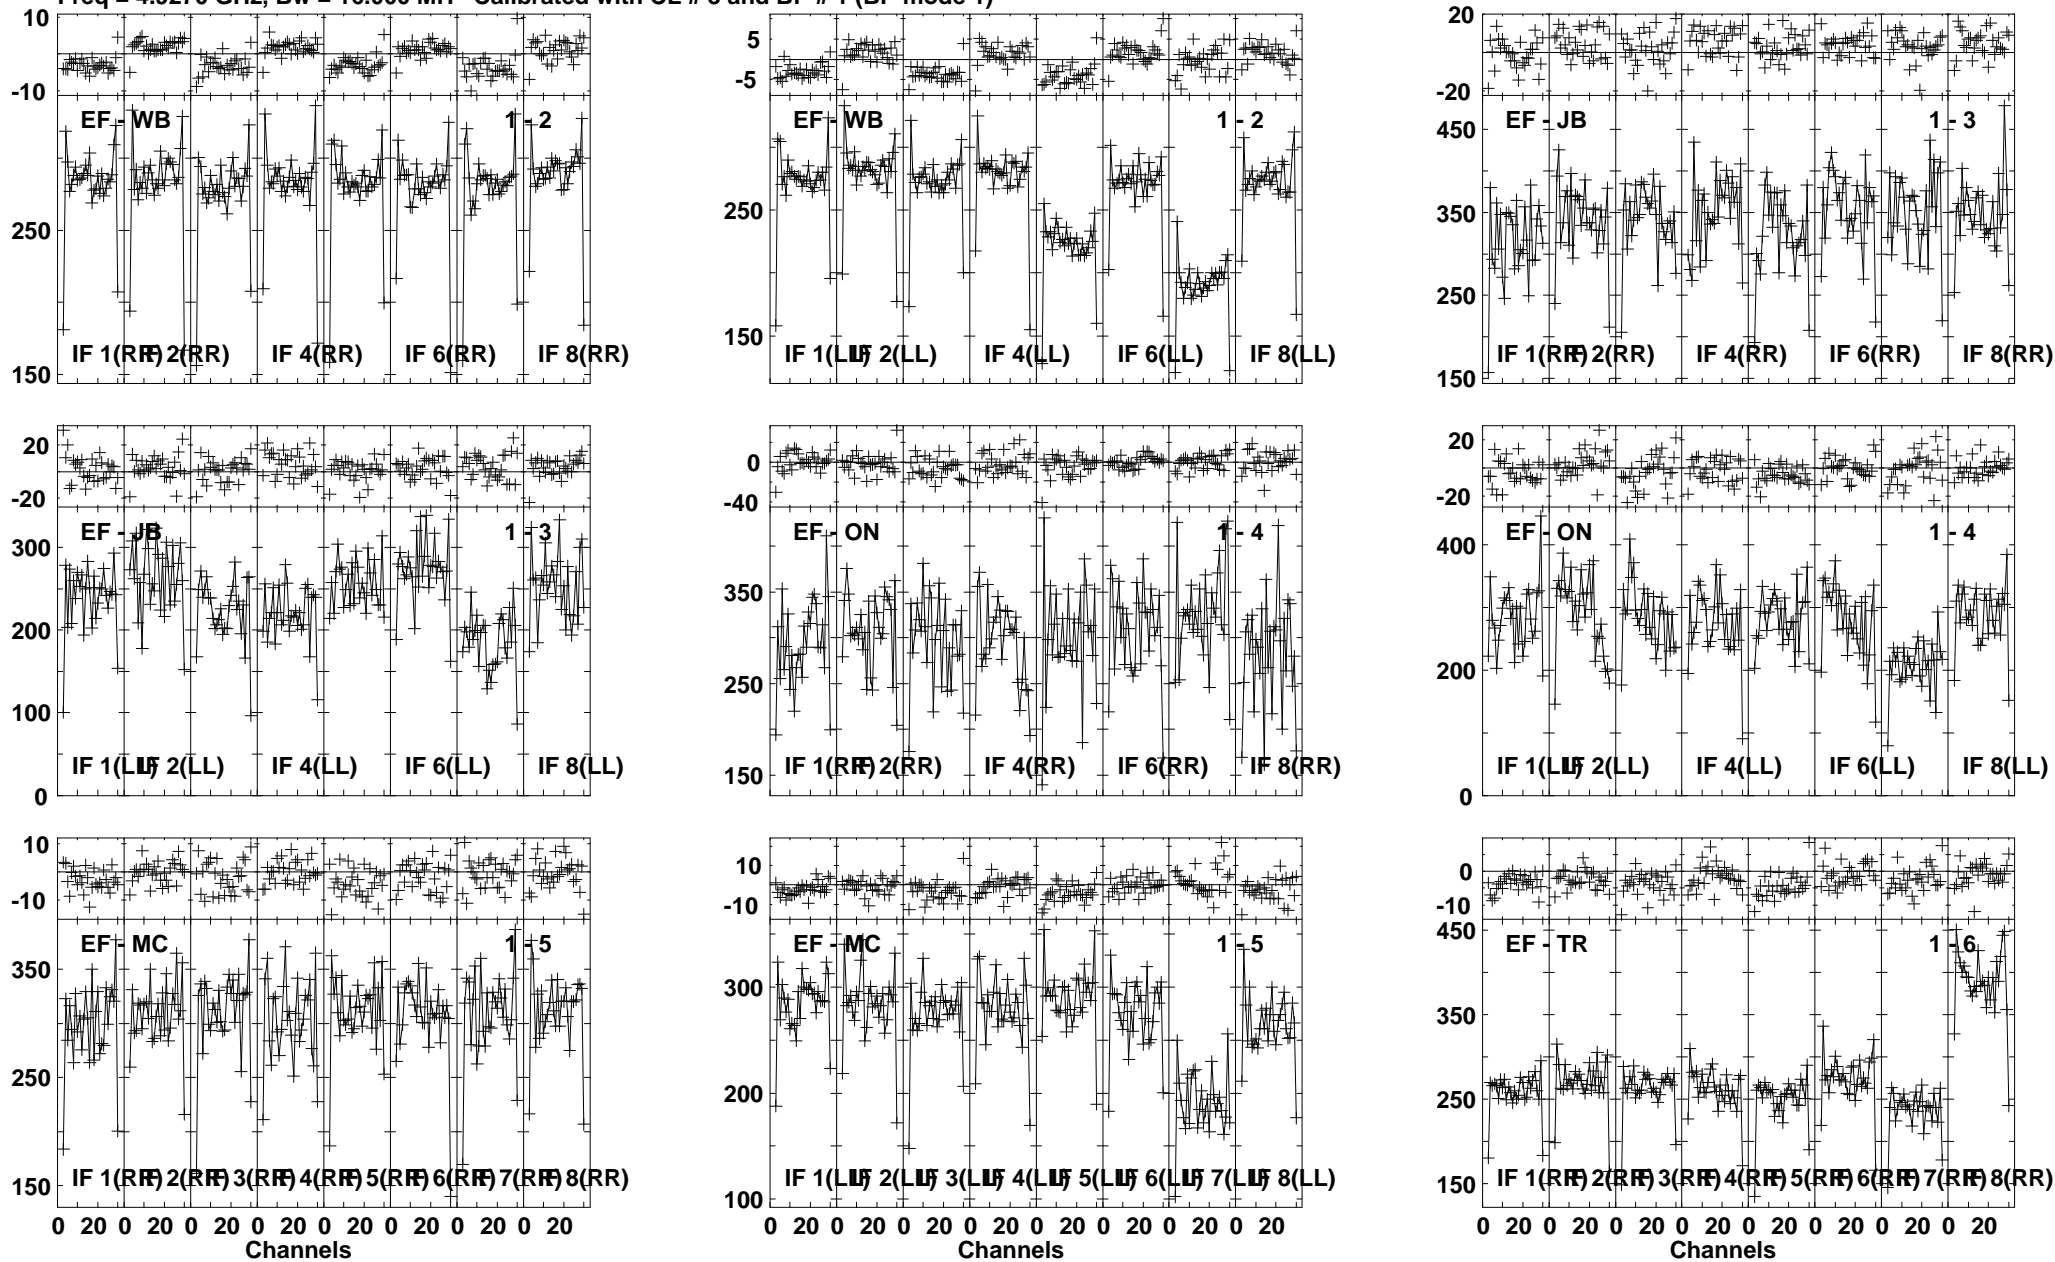 10
-10
EF - WB 1 - 2
250
150
IF 1(RR) IF 2(RR) IF 4(RR) IF 6(RR) IF 8(RR)
5
-5
EF - WB 1 - 2
250
150
IF 1(LL) IF 2(LL) IF 4(LL) IF 6(LL) IF 8(LL)
20
-20
EF - JB 1 - 3
450
350
250
150
IF 1(RR) IF 2(RR) IF 4(RR) IF 6(RR) IF 8(RR)
20
-20
EF - JB 1 - 3
300
200
100
0
IF 1(LL) IF 2(LL) IF 4(LL) IF 6(LL) IF 8(LL)
0
-40
EF - ON 1 - 4
350
250
150
IF 1(RR) IF 2(RR) IF 4(RR) IF 6(RR) IF 8(RR)
20
-20
EF - ON 1 - 4
400
200
0
IF 1(LL) IF 2(LL) IF 4(LL) IF 6(LL) IF 8(LL)
10
-10
EF - MC 1 - 5
350
250
150
IF 1(RR) IF 2(RR) IF 3(RR) IF 4(RR) IF 5(RR) IF 6(RR) IF 7(RR) IF 8(RR)
0 20 0 20 0 20 0 20 0 20 0 20 0 20 0 20
Channels
10
-10
EF - MC 1 - 5
300
200
100
IF 1(LL) IF 2(LL) IF 3(LL) IF 4(LL) IF 5(LL) IF 6(LL) IF 7(LL) IF 8(LL)
0 20 0 20 0 20 0 20 0 20 0 20 0 20 0 20
Channels
0
-10
EF - TR 1 - 6
450
350
250
150
IF 1(RR) IF 2(RR) IF 3(RR) IF 4(RR) IF 5(RR) IF 6(RR) IF 7(RR) IF 8(RR)
0 20 0 20 0 20 0 20 0 20 0 20 0 20 0 20
Channels